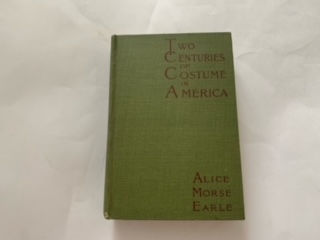 Two
Centuries
of
Costume
in
America
Alice
Morse
Earle